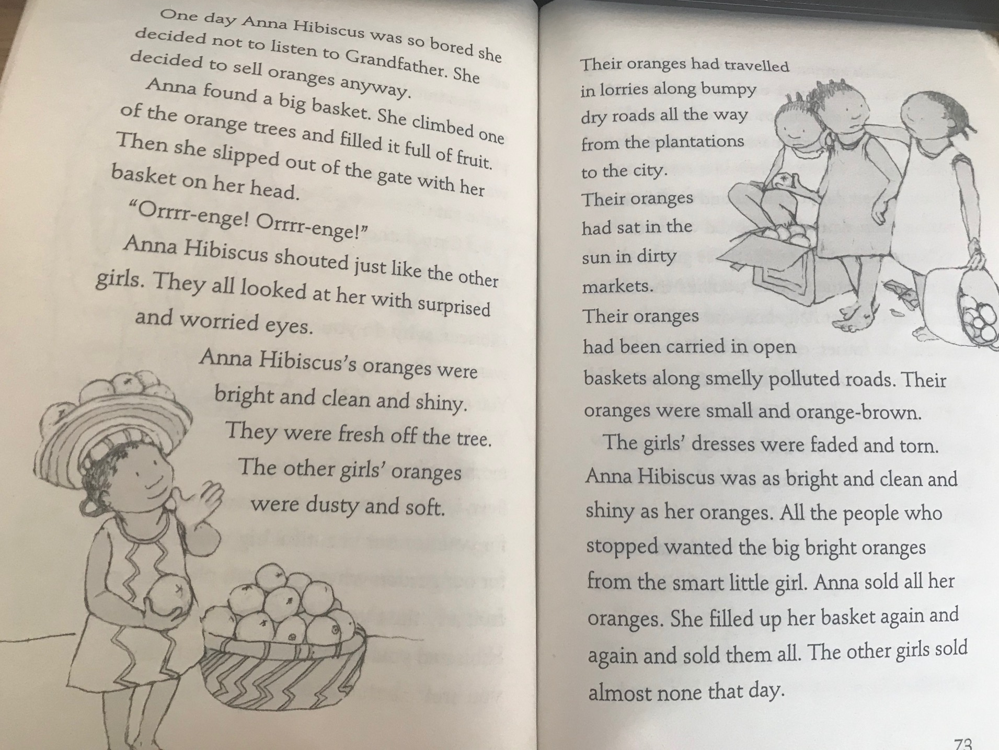 One day Anna Hibiscus was so bored she
decided not to listen to Grandfather. She
decided to sell oranges anyway.
Anna found a big basket. She climbed one
of the orange trees and filled it full of fruit.
Then she slipped out of the gate with her
basket on her head.
“Orrrr-enge! Orrrr-enge!”
Anna Hibiscus shouted just like the other
girls. They all looked at her with surprised
and worried eyes.
Anna Hibiscus’s oranges were
bright and clean and shiny.
They were fresh off the tree.
The other girls’ oranges
were dusty and soft.
Their oranges had travelled
in lorries along bumpy
dry roads all the way
from the plantations
to the city.
Their oranges
had sat in the
sun in dirty
markets.
Their oranges
had been carried in open
baskets along smelly polluted roads. Their
oranges were small and orange-brown.
The girls’ dresses were faded and torn.
Anna Hibiscus was as bright and clean and
shiny as her oranges. All the people who
stopped wanted the big bright oranges
from the smart little girl. Anna sold all her
oranges. She filled up her basket again and
again and sold them all. The other girls sold
almost none that day.
73